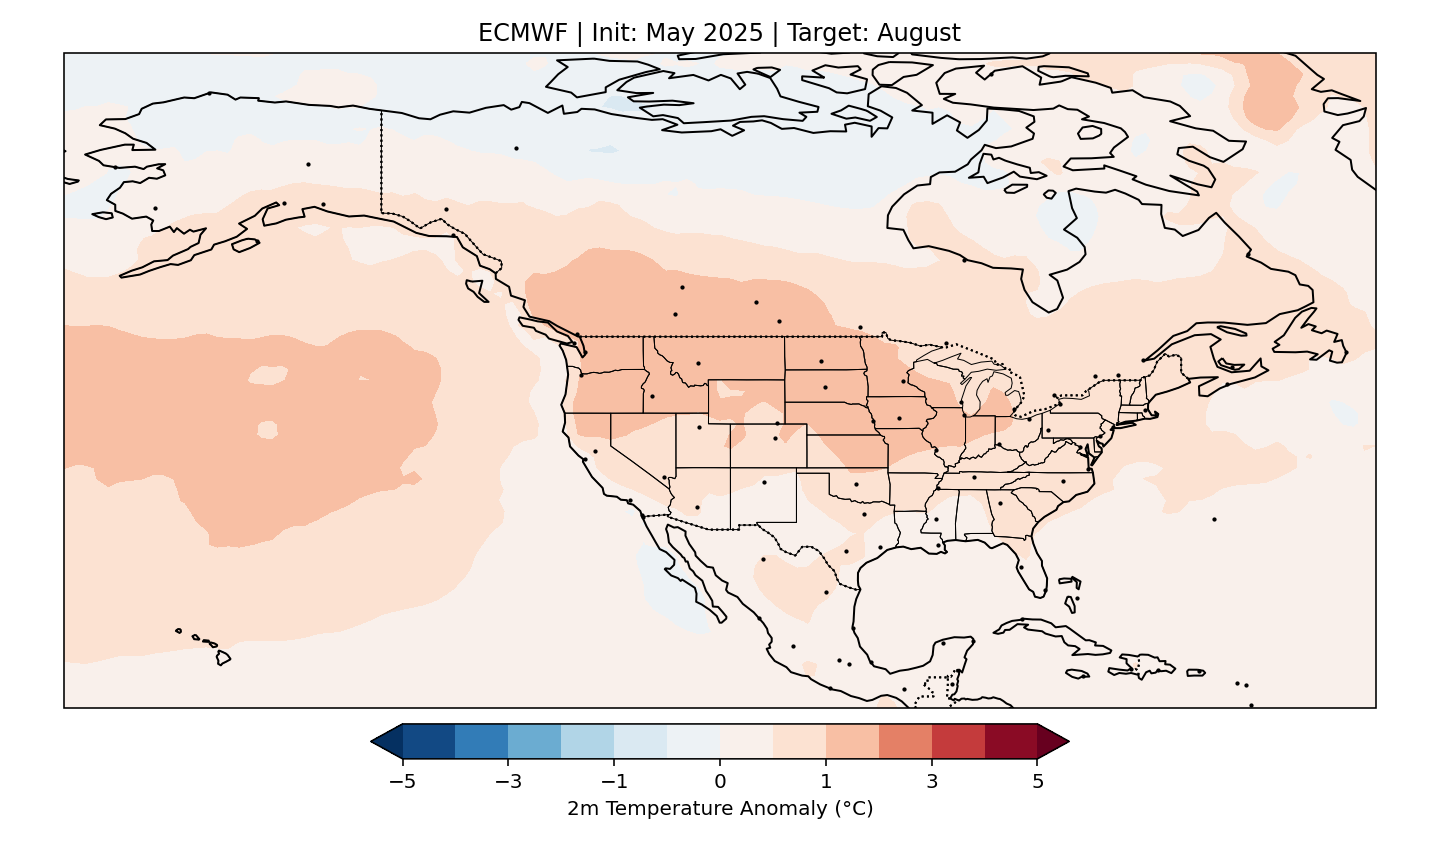 ECMWF | Init: May 2025 | Target: August
−5 −3 −1 0 1 3 5
2m Temperature Anomaly (°C)